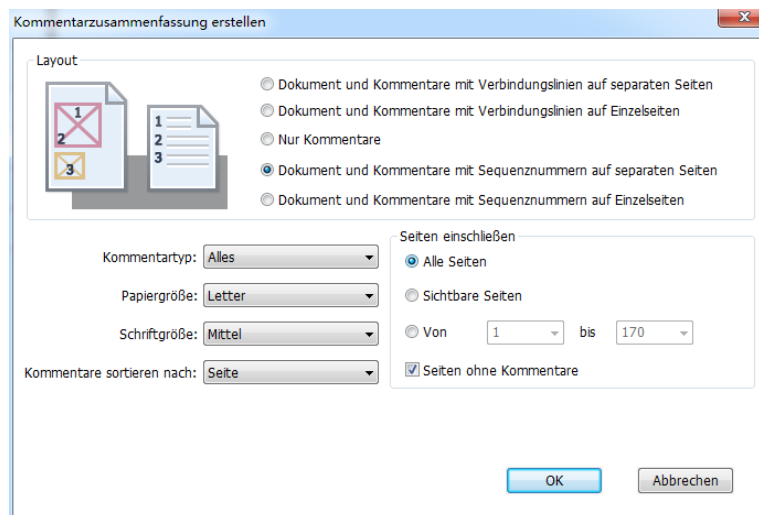 Kommentarzusammenfassung erstellen
Layout
1
2
3
1
2
3
Dokument und Kommentare mit Verbindungslinien auf separaten Seiten
Dokument und Kommentare mit Verbindungslinien auf Einzelseiten
Nur Kommentare
Dokument und Kommentare mit Sequenznummern auf separaten Seiten
Dokument und Kommentare mit Sequenznummern auf Einzelseiten
Kommentartyp: Alles
Papiergröße: Letter
Schriftgröße: Mittel
Kommentare sortieren nach: Seite
Seiten einschließen
Alle Seiten
Sichtbare Seiten
Von 1 bis 170
Seiten ohne Kommentare
OK Abbrechen